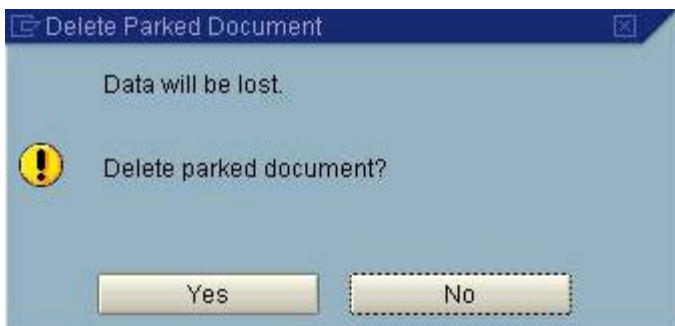 Delete Parked Document
Data will be lost.
Delete parked document?
Yes No